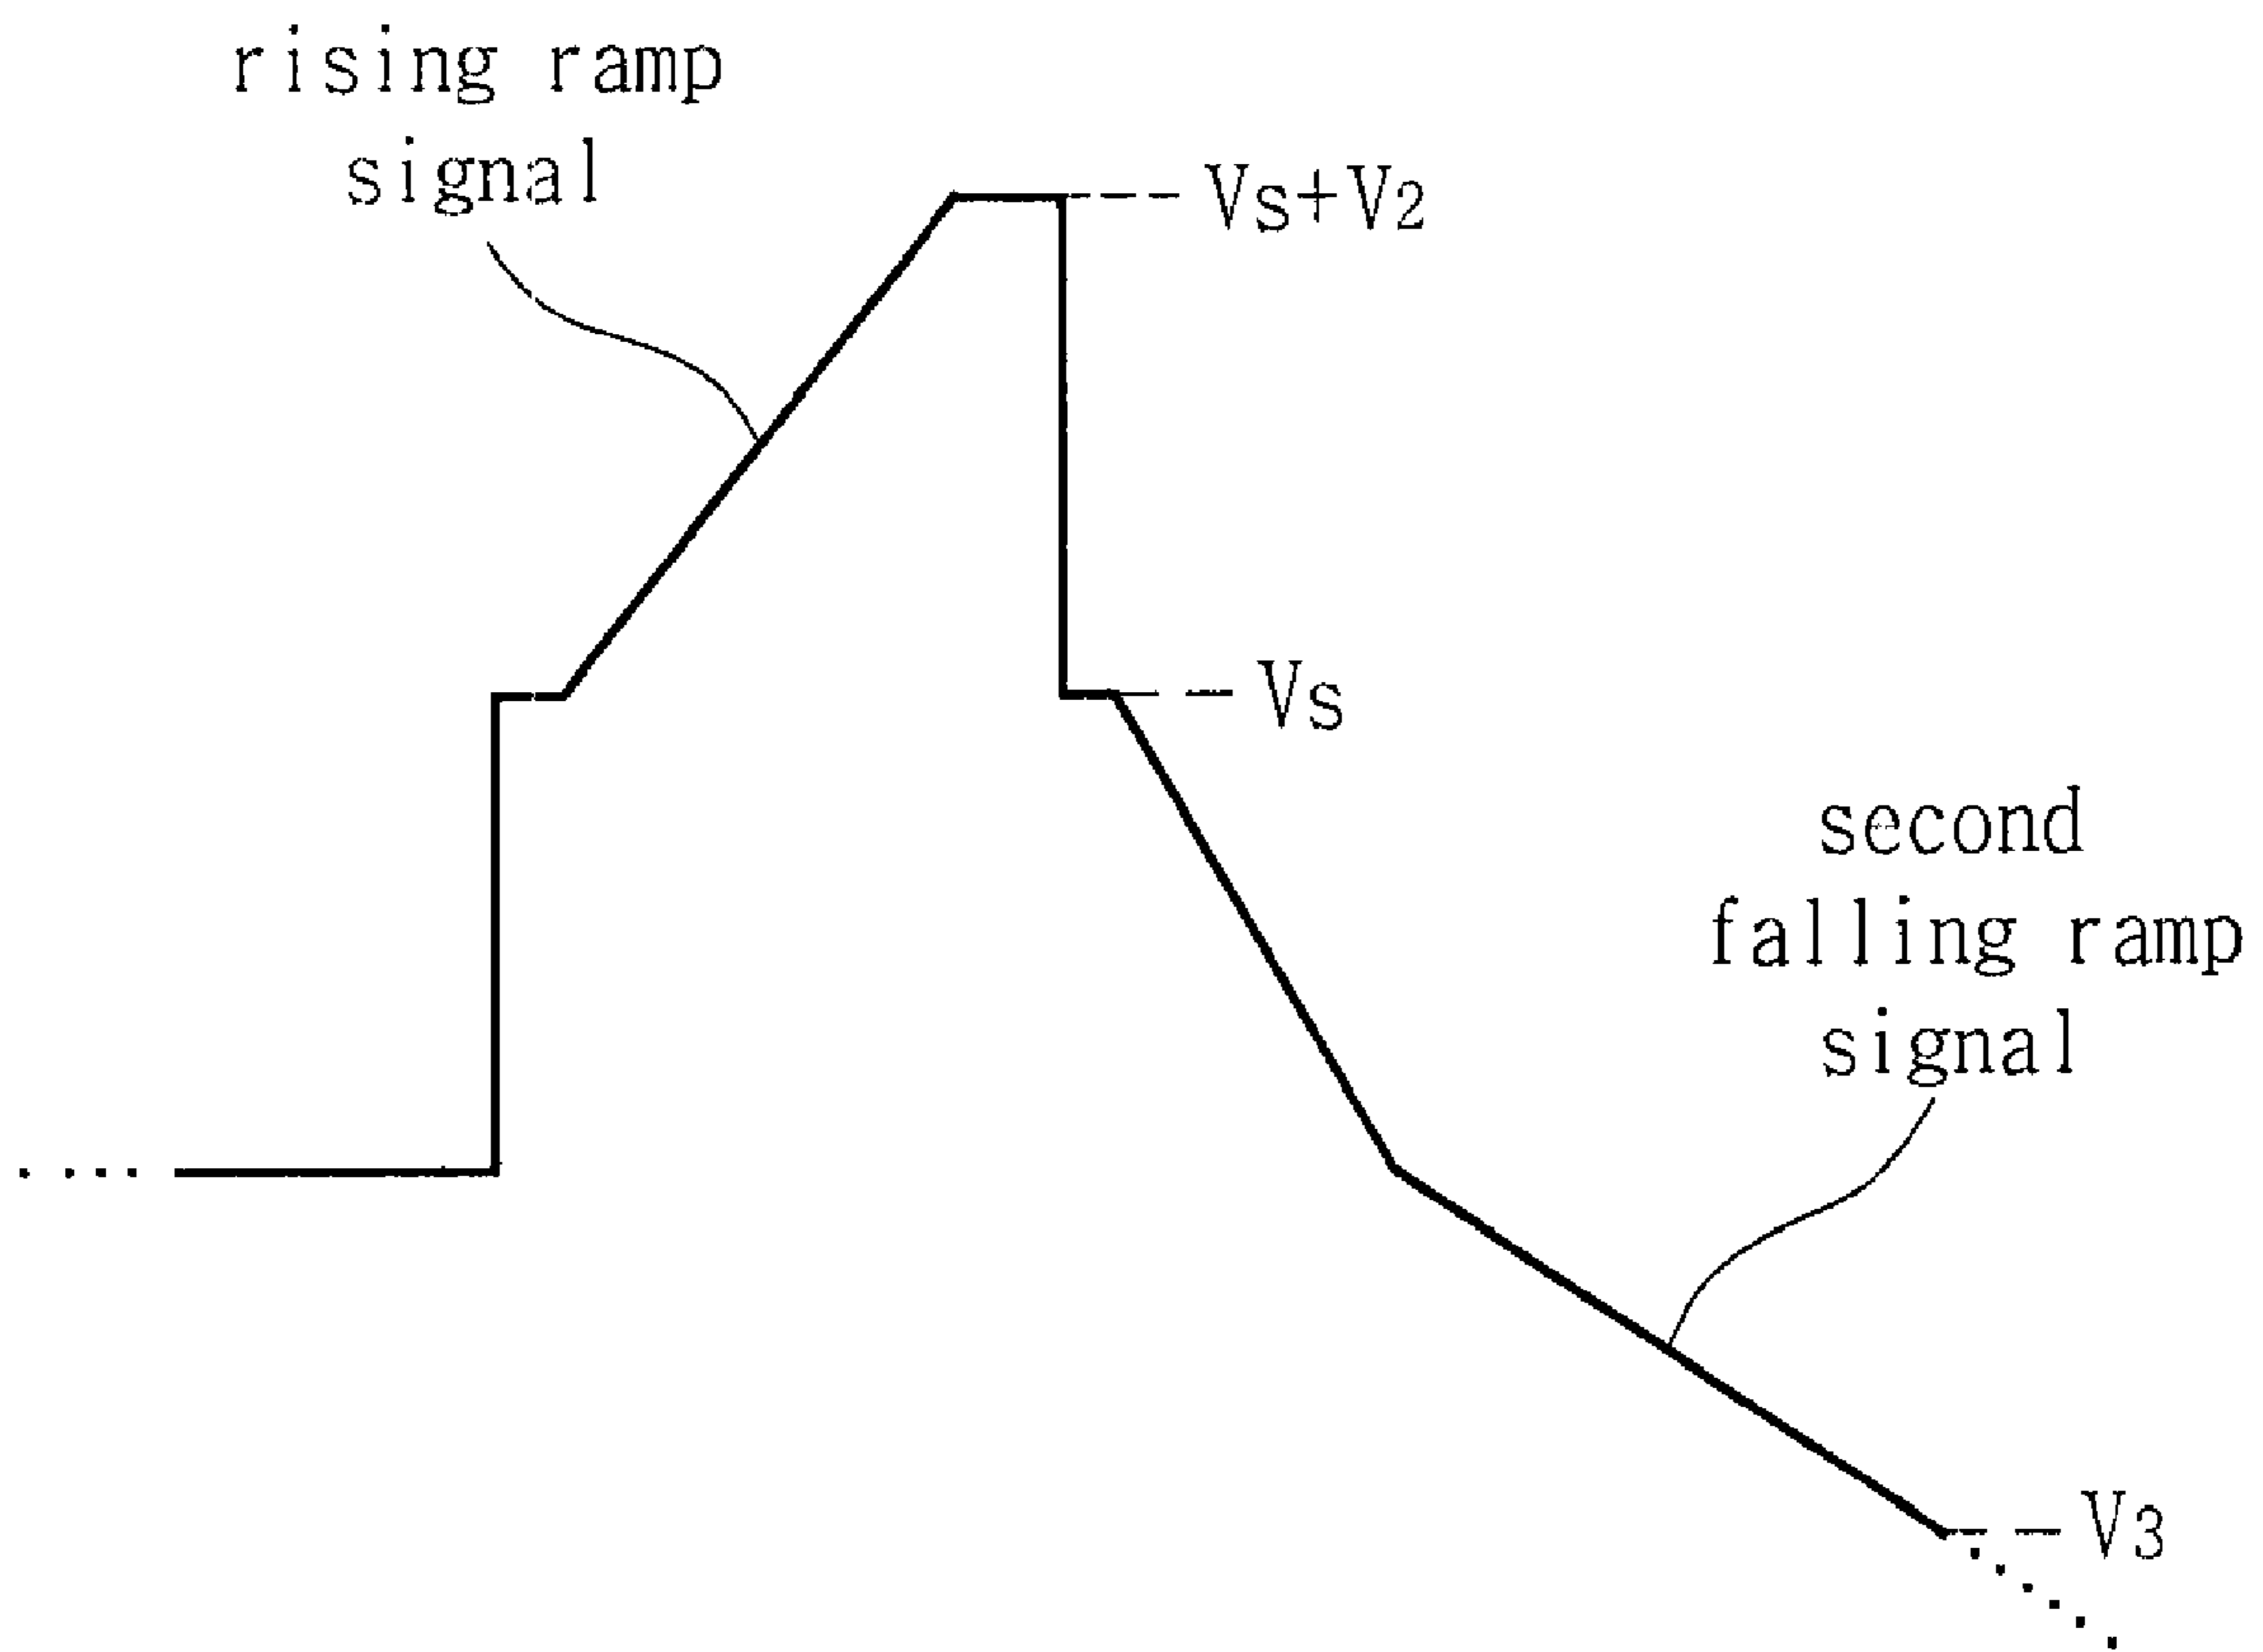 rising ramp
signal
Vs+V2
Vs
second
falling ramp
signal
V3